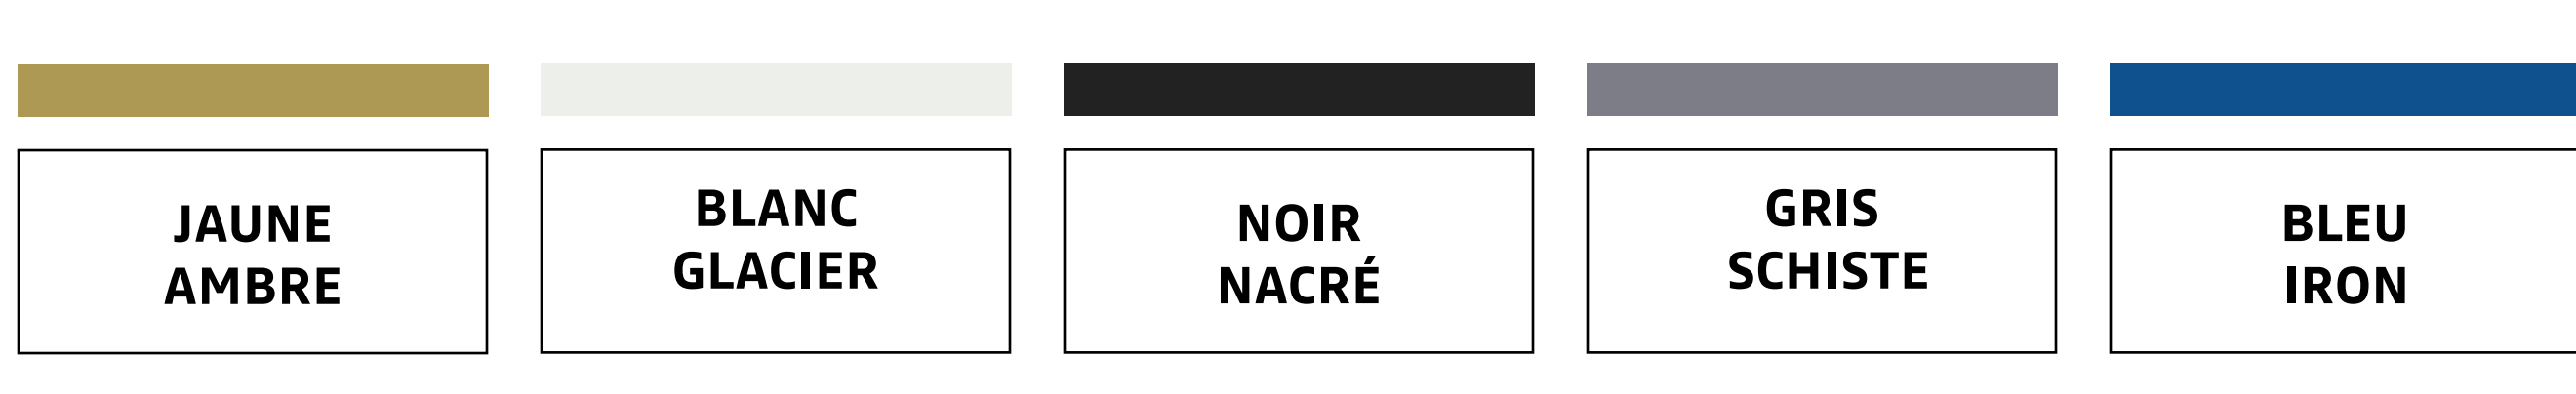 JAUNE
AMBRE
BLANC
GLACIER
NOIR
NACRÉ
GRIS
SCHISTE
BLEU
IRON